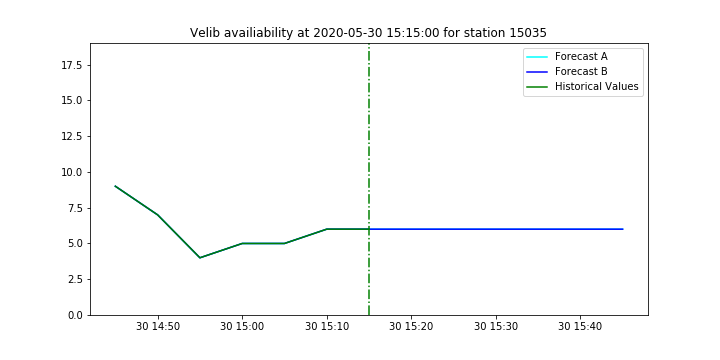 Velib availiability at 2020-05-30 15:15:00 for station 15035
Forecast A
Forecast B
Historical Values
17.5
15.0
12.5
10.0
7.5
5.0
2.5
0.0
30 14:50 30 15:00 30 15:10 30 15:20 30 15:30 30 15:40